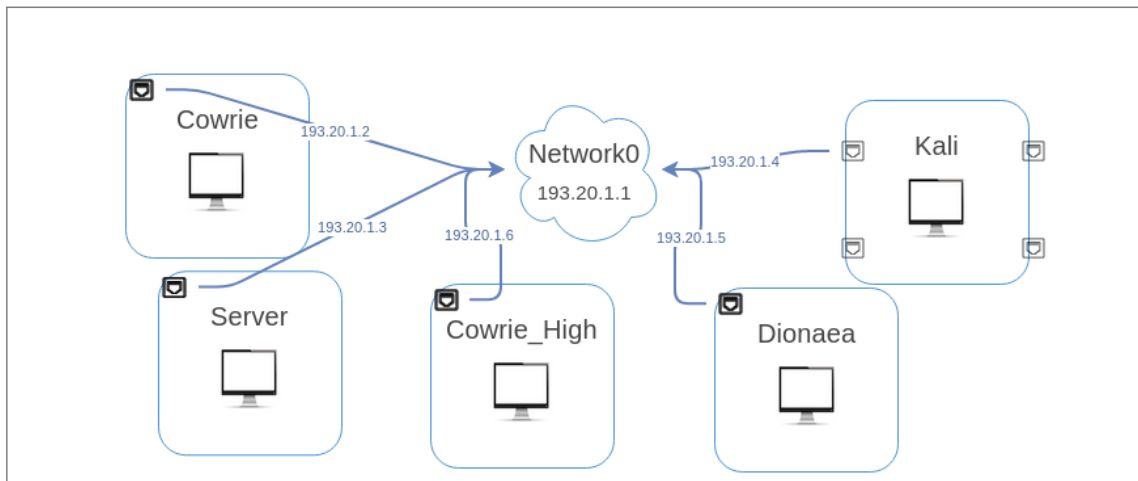 Cowrie
193.20.1.2
Network0
193.20.1.1
Kali
193.20.1.4
193.20.1.3
193.20.1.6
193.20.1.5
Server
Cowrie_High
Dionaea